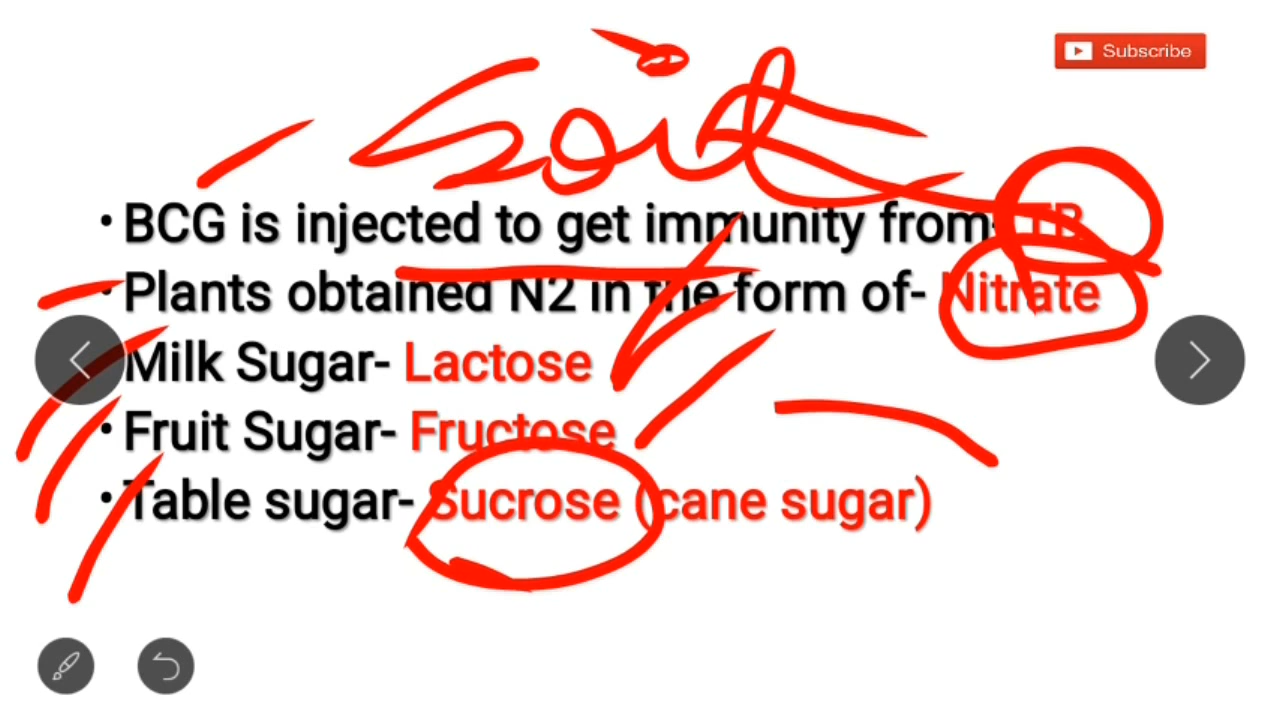 Subscribe
soil
• BCG is injected to get immunity from- TB
• Plants obtained N2 in the form of- Nitrate
Milk Sugar- Lactose
• Fruit Sugar- Fructose
• Table sugar- Sucrose (cane sugar)